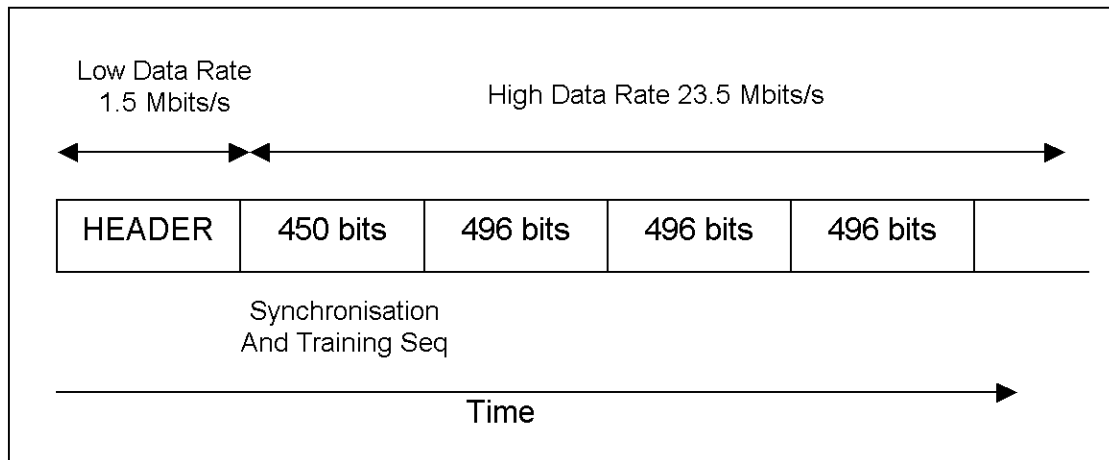 Low Data Rate
1.5 Mbits/s
High Data Rate 23.5 Mbits/s
HEADER
450 bits
496 bits
496 bits
496 bits
Synchronisation
And Training Seq
Time